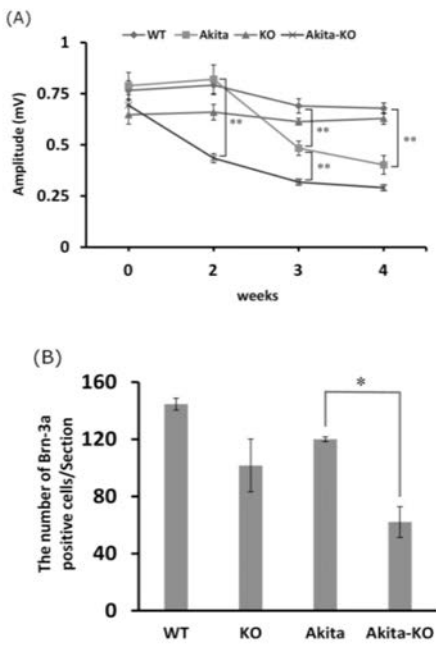 (A)
WT Akita KO Akita-KO
1
0.75
0.5
0.25
0
Amplitude (mV)
**
**
**
**
0 2 3 4
weeks
(B)
160
120
80
40
0
The number of Brn-3a
positive cells/Section
*
WT KO Akita Akita-KO